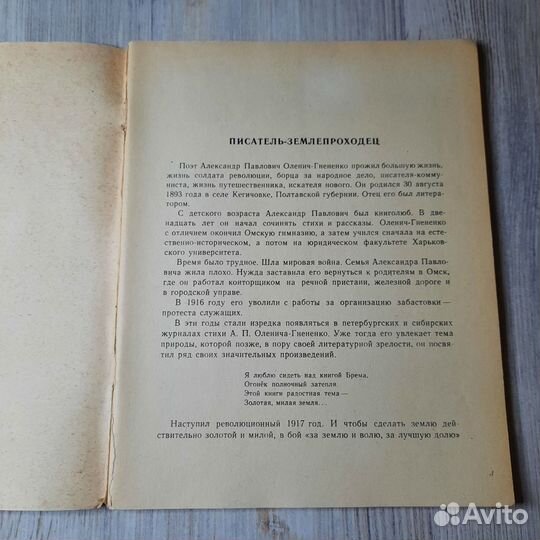 ПИСАТЕЛЬ-ЗЕМЛЕПРОХОДЕЦ
Поэт Александр Павлович Оленич-Гнененко прожил большую жизнь,
жизнь солдата революции, борца за народное дело, писателя-комму-
ниста, жизнь путешественника, искателя нового. Он родился 30 августа
1893 года в селе Кегичовке, Полтавской губернии. Отец его был литера-
тором.
С детского возраста Александр Павлович был книголюб. В две-
надцать лет он начал сочинять стихи и рассказы. Оленич-Гнененко
с отличием окончил Омскую гимназию, а затем учился сначала на есте-
ственно-историческом, а потом на юридическом факультете Харьков-
ского университета.
Время было трудное. Шла мировая война. Семья Александра Павло-
вича жила плохо. Нужда заставила его вернуться к родителям в Омск,
где он работал конторщиком на речной пристани, железной дороге и
в городской управе.
В 1916 году его уволили с работы за организацию забастовки —
протеста служащих.
В эти годы стали изредка появляться в петербургских и сибирских
журналах стихи А. П. Оленича-Гнененко. Уже тогда его увлекает тема
природы, которой позже, в пору своей литературной зрелости, он посвя-
тил ряд своих значительных произведений.
Я люблю сидеть над книгой Брема,
Огонёк полночный затепля.
Этой книги радостная тема —
Золотая, милая земля...
Наступил революционный 1917 год. И чтобы сделать землю дей-
ствительно золотой и милой, в бой «за землю и волю, за лучшую долю»
Avito